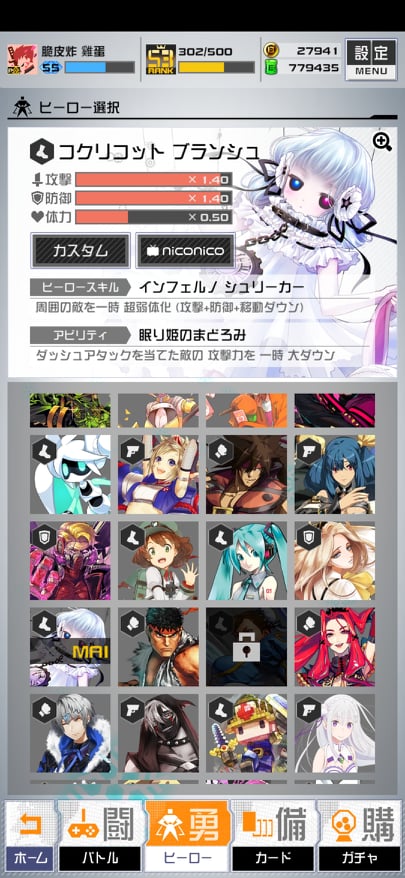 脆皮炸 雞蛋
55
53
RANK
302/500
27941
779435
設定
MENU
ヒーロー選択
コクリコット ブランシュ
攻撃 × 1.40
防御 × 1.40
体力 × 0.50
カスタム
niconico
ヒーロースキル インフェルノ シュリーカー
周囲の敵を一時 超弱体化 (攻撃+防御+移動ダウン)
アビリティ 眠り姫のまどろみ
ダッシュアタックを当てた敵の 攻撃力を 一時 大ダウン
01
MAI
闘
勇
備
購
ホーム
バトル
ヒーロー
カード
ガチャ